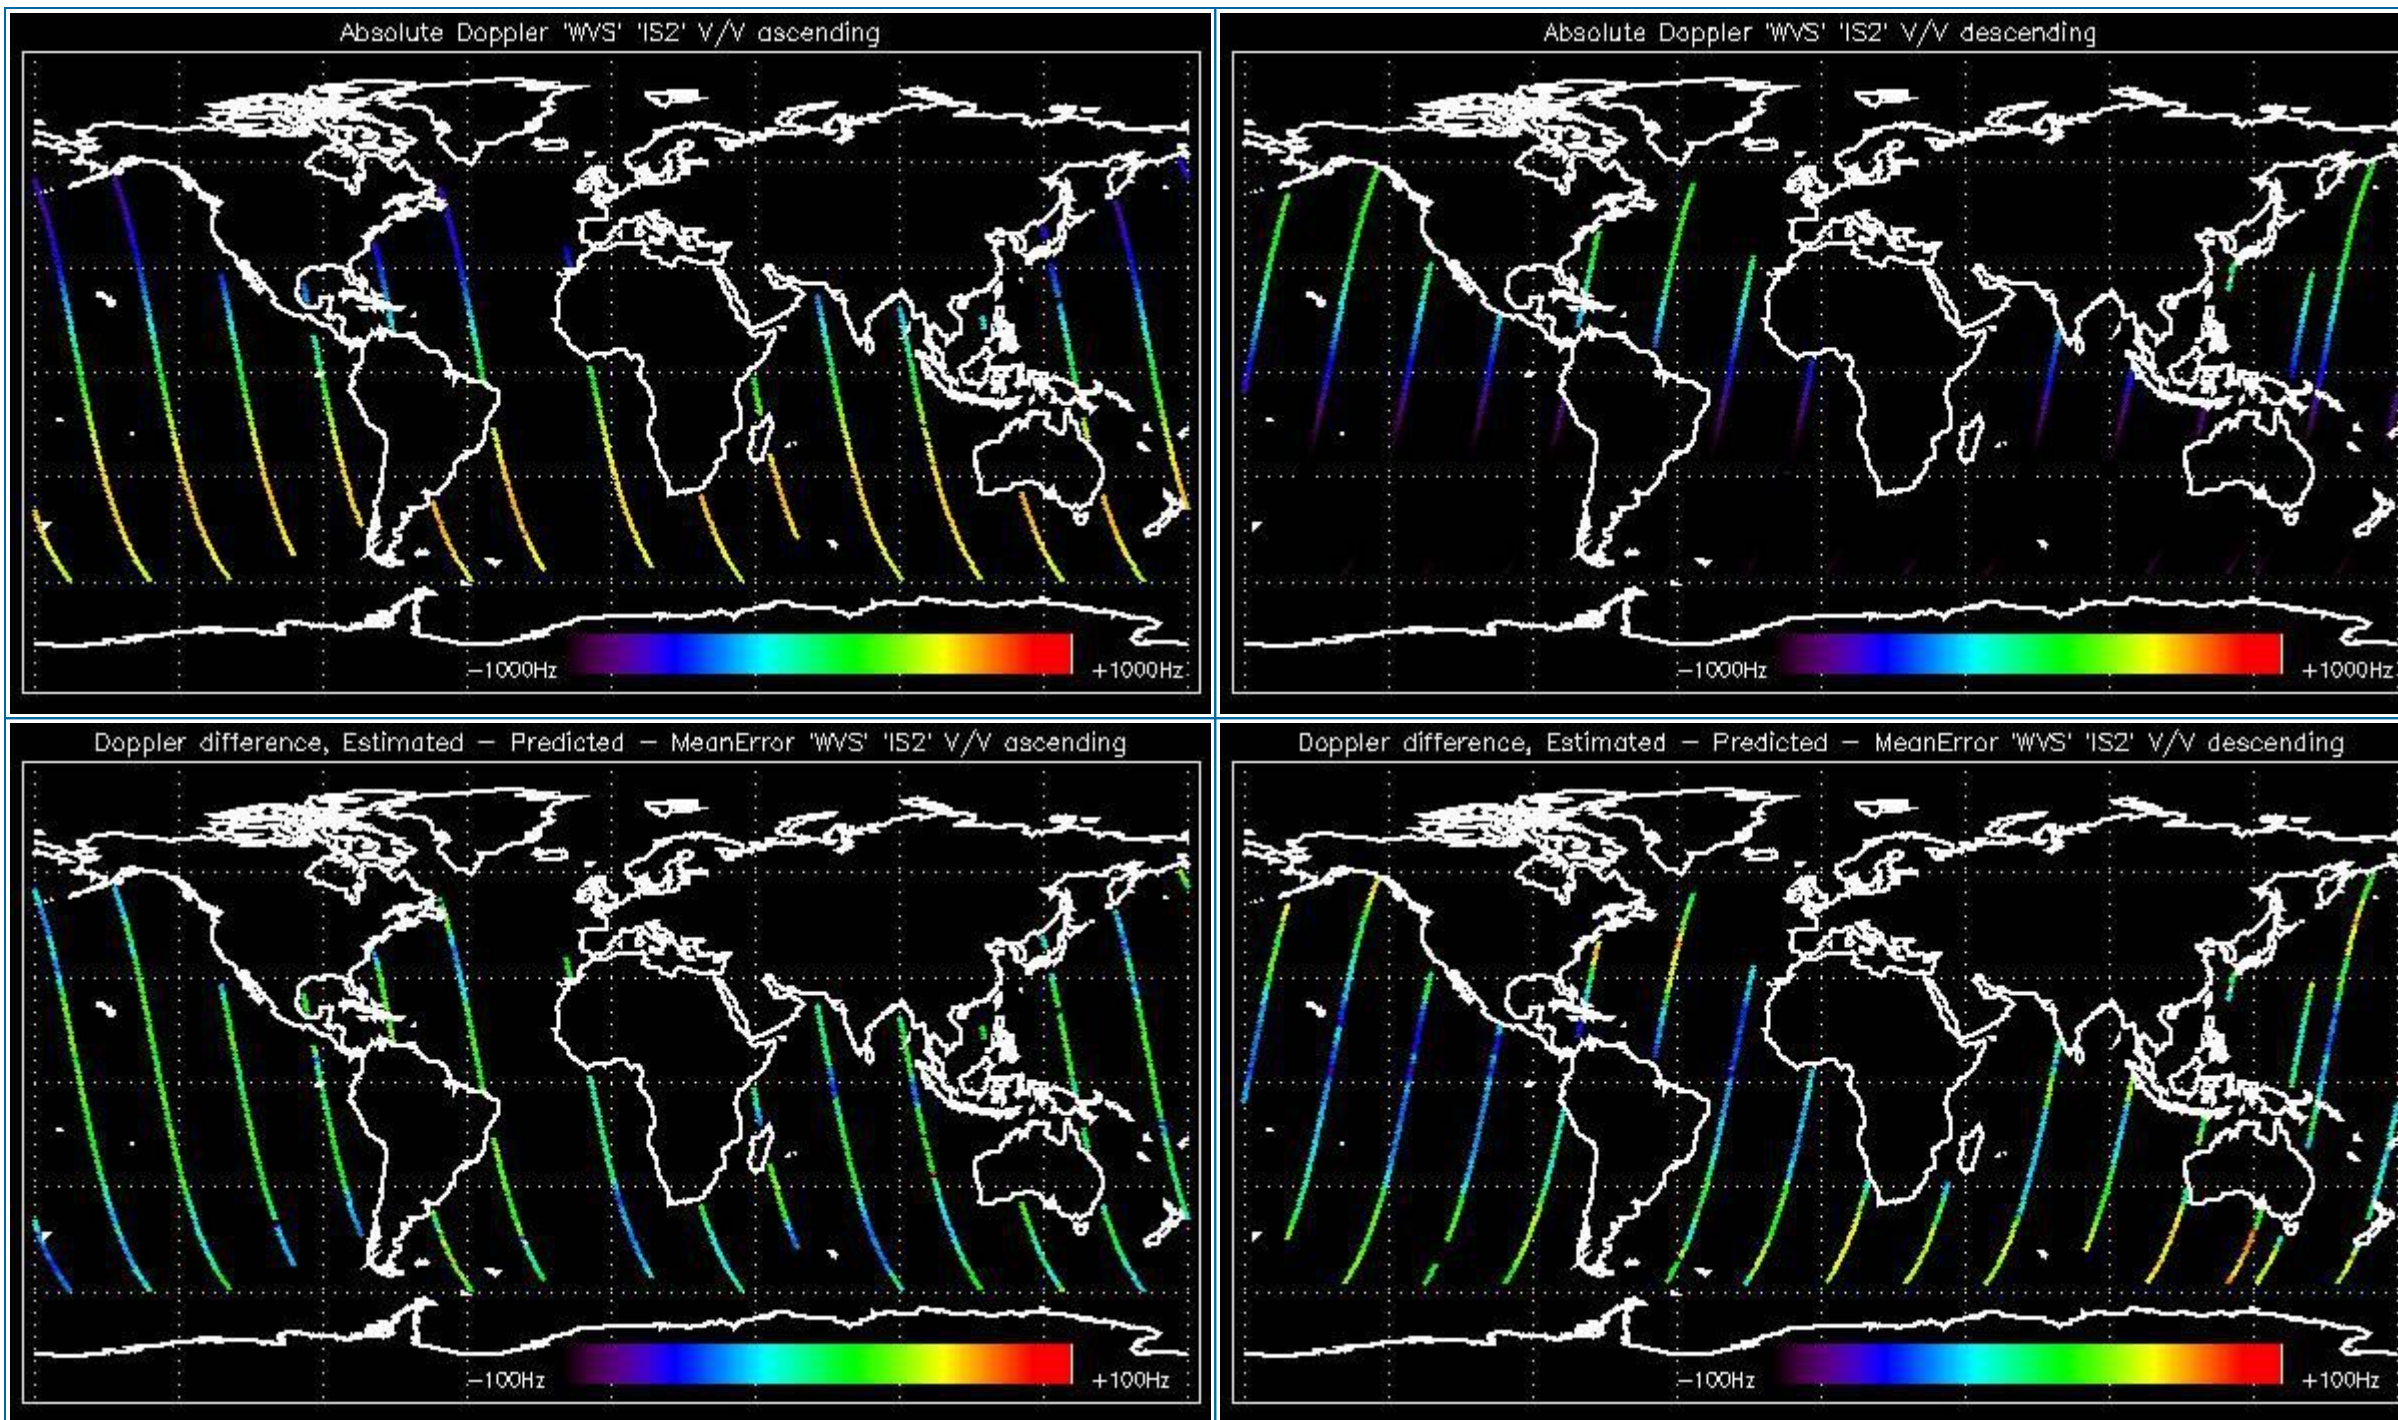 Absolute Doppler 'WVS' 'IS2' V/V ascending
-1000Hz
+1000Hz
Absolute Doppler 'WVS' 'IS2' V/V descending
-1000Hz
+1000Hz
Doppler difference, Estimated - Predicted - MeanError 'WVS' 'IS2' V/V ascending
-100Hz
+100Hz
Doppler difference, Estimated - Predicted - MeanError 'WVS' 'IS2' V/V descending
-100Hz
+100Hz